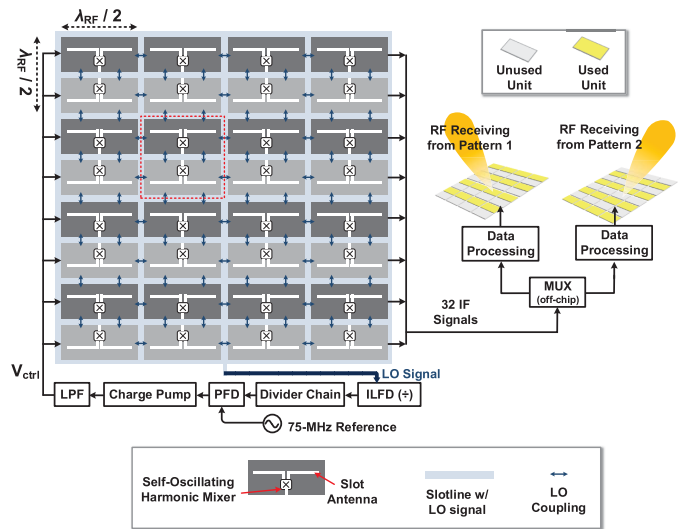 λRF / 2
λRF / 2
Unused
Unit
Used
Unit
RF Receiving
from Pattern 1
RF Receiving
from Pattern 2
Data
Processing
Data
Processing
MUX
(off-chip)
32 IF
Signals
Vctrl
LO Signal
LPF
Charge Pump
PFD
Divider Chain
ILFD (÷)
75-MHz Reference
Self-Oscillating
Harmonic Mixer
Slot
Antenna
Slotline w/
LO signal
LO
Coupling